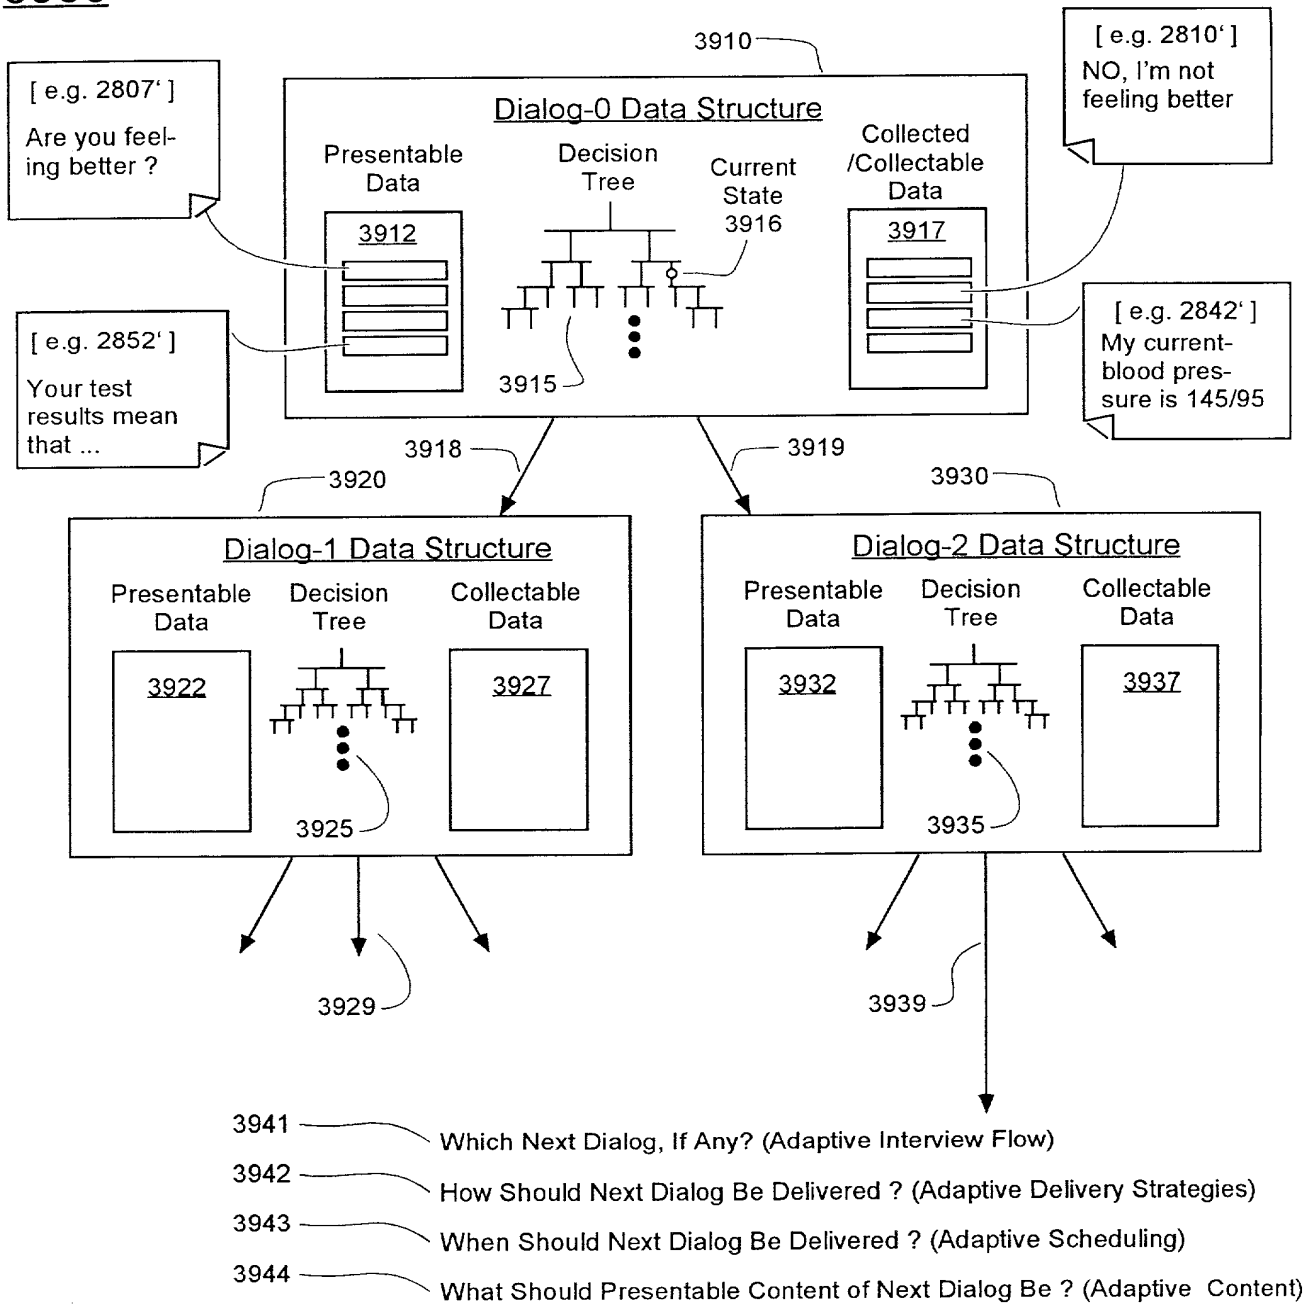 3910
[ e.g. 2807‘ ]
Are you feel-
ing better ?
[ e.g. 2810‘ ]
NO, I'm not
feeling better
Dialog-0 Data Structure
Presentable
Data
3912
Decision
Tree
Current
State
3916
Collected
/Collectable
Data
3917
3915
[ e.g. 2852‘ ]
Your test
results mean
that ...
[ e.g. 2842‘ ]
My current-
blood pres-
sure is 145/95
3918
3919
3920
3930
Dialog-1 Data Structure
Presentable
Data
3922
Decision
Tree
3925
Collectable
Data
3927
Dialog-2 Data Structure
Presentable
Data
3932
Decision
Tree
3935
Collectable
Data
3937
3929
3939
3941
Which Next Dialog, If Any? (Adaptive Interview Flow)
3942
How Should Next Dialog Be Delivered ? (Adaptive Delivery Strategies)
3943
When Should Next Dialog Be Delivered ? (Adaptive Scheduling)
3944
What Should Presentable Content of Next Dialog Be ? (Adaptive Content)